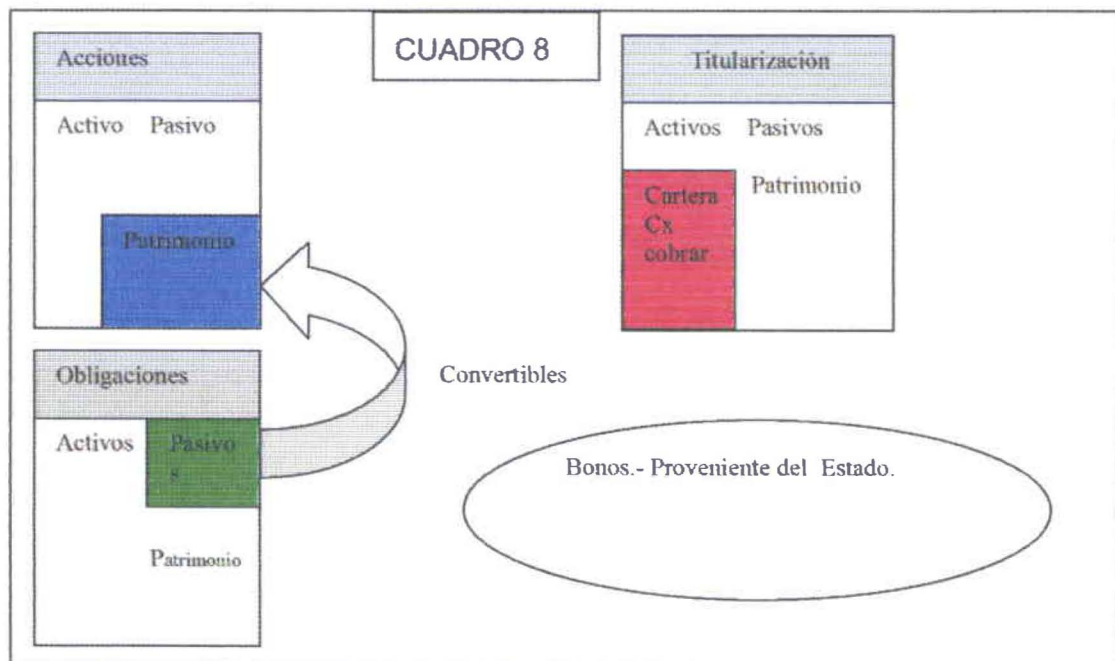 CUADRO 8
Acciones
Activo Pasivo
Patrimonio
Titularización
Activos Pasivos
Patrimonio
Cartera
Cx
cobrar
Obligaciones
Activos Pasivo
s
Patrimonio
Convertibles
Bonos.- Proveniente del Estado.